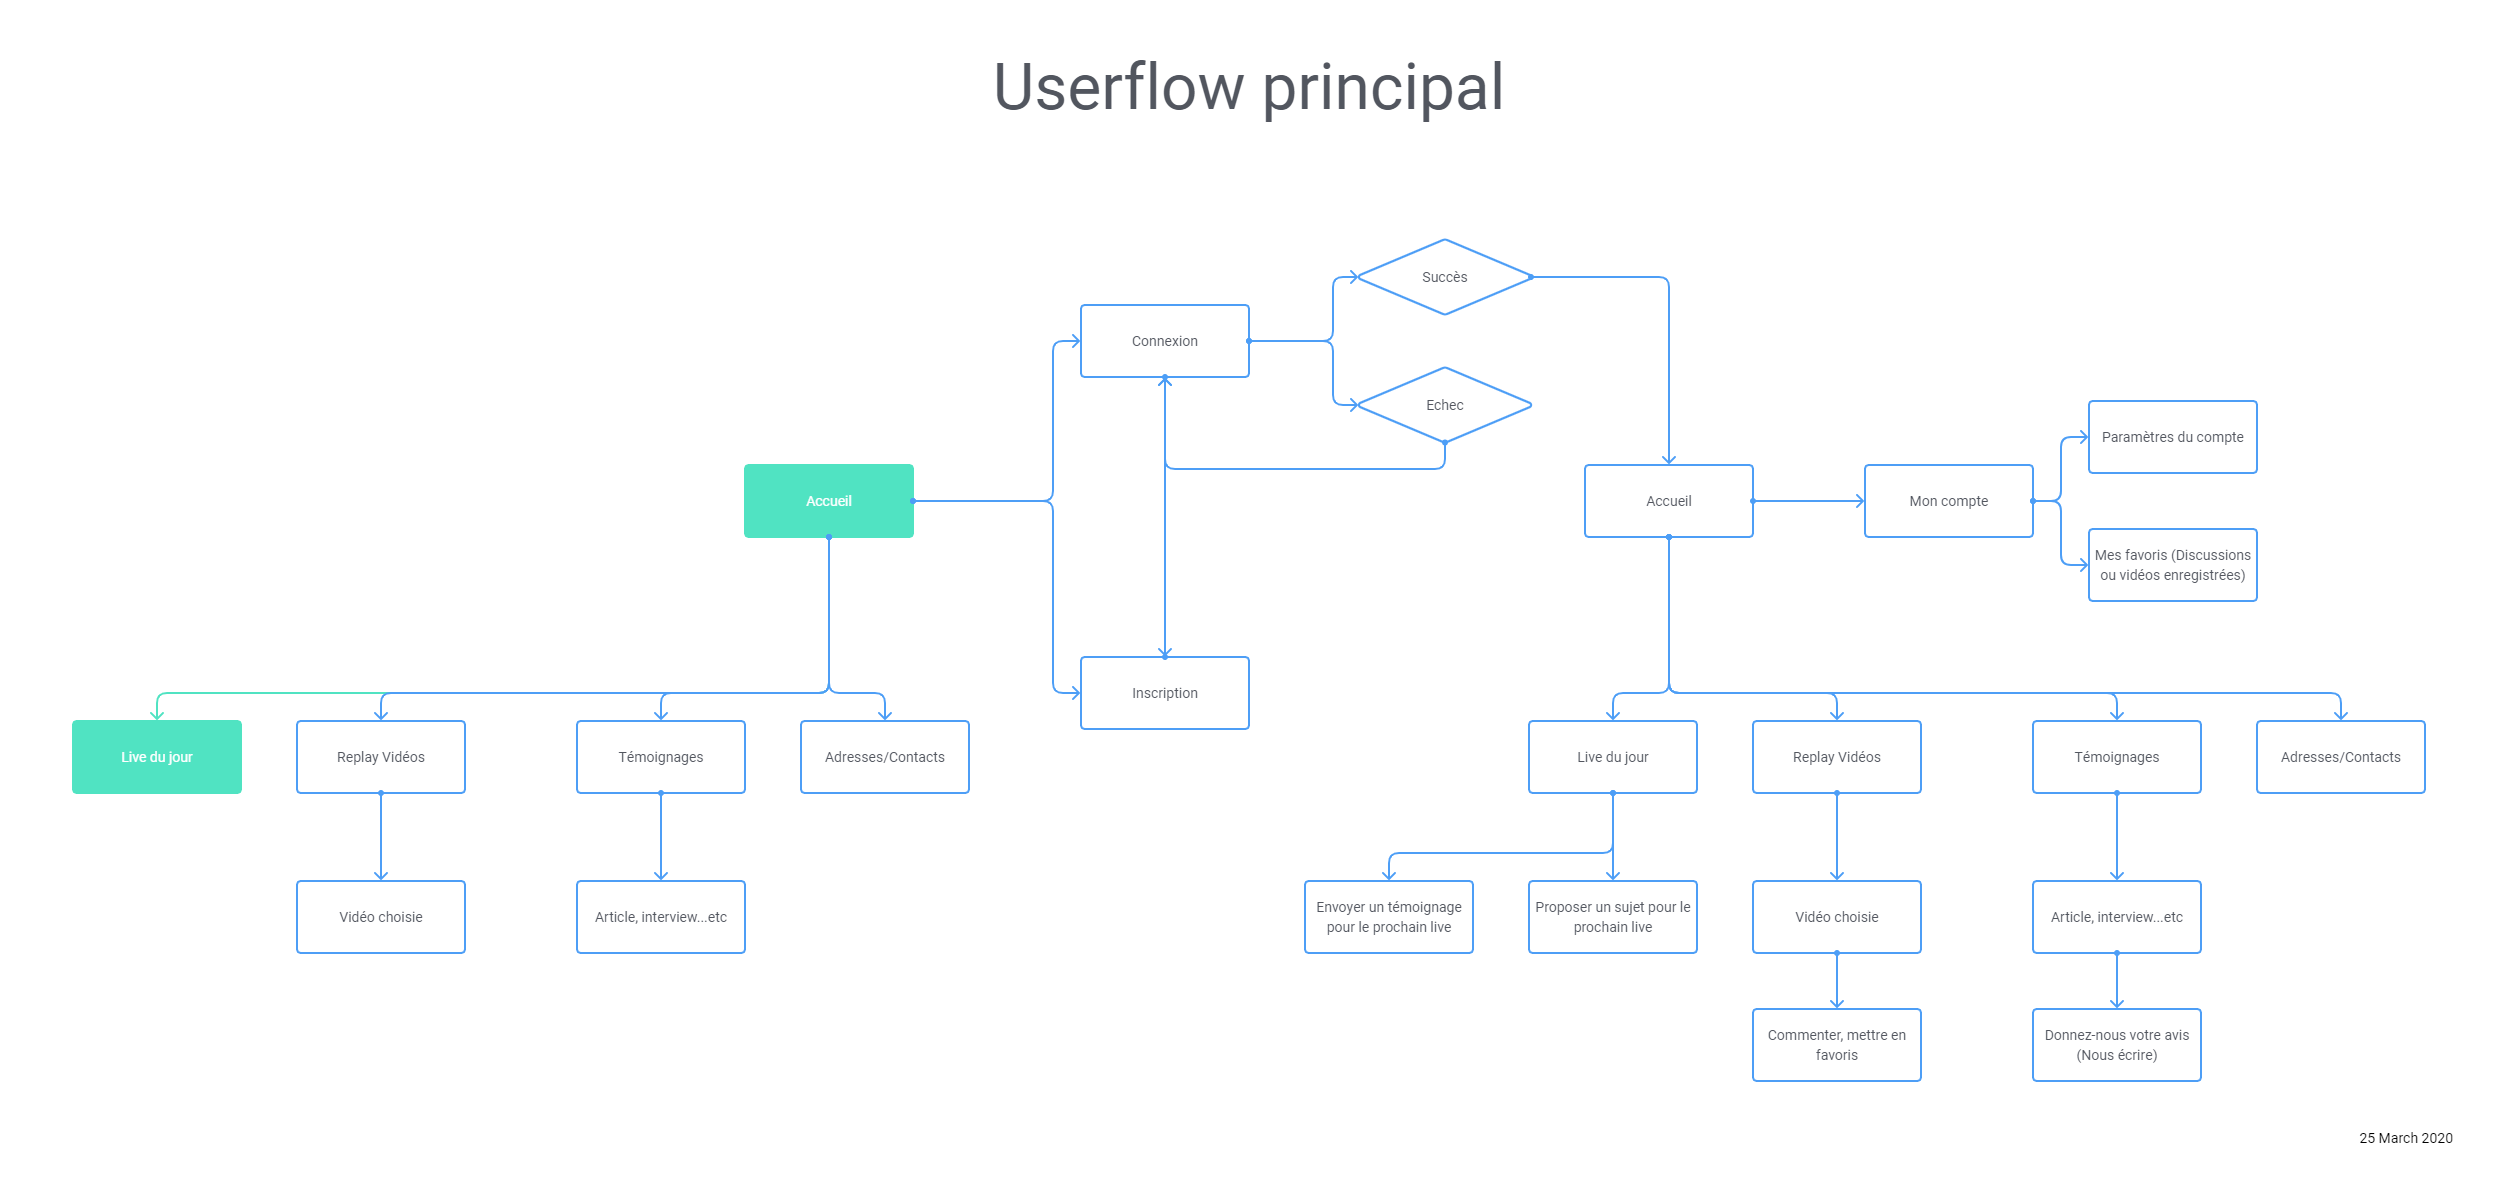 Userflow principal
Succès
Connexion
Echec
Paramètres du compte
Accueil
Accueil
Mon compte
Mes favoris (Discussions
ou vidéos enregistrées)
Inscription
Live du jour
Replay Vidéos
Témoignages
Adresses/Contacts
Live du jour
Replay Vidéos
Témoignages
Adresses/Contacts
Vidéo choisie
Article, interview...etc
Envoyer un témoignage
pour le prochain live
Proposer un sujet pour le
prochain live
Vidéo choisie
Article, interview...etc
Commenter, mettre en
favoris
Donnez-nous votre avis
(Nous écrire)
25 March 2020